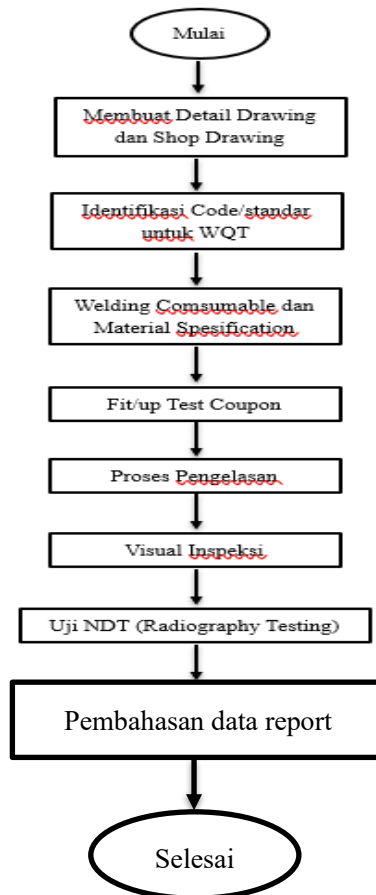 Mulai
Membuat Detail Drawing
dan Shop Drawing
Identifikasi Code/standar
untuk WQT
Welding Comsumable dan
Material Spesification
Fit/up Test Coupon
Proses Pengelasan
Visual Inspeksi
Uji NDT (Radiography Testing)
Pembahasan data report
Selesai